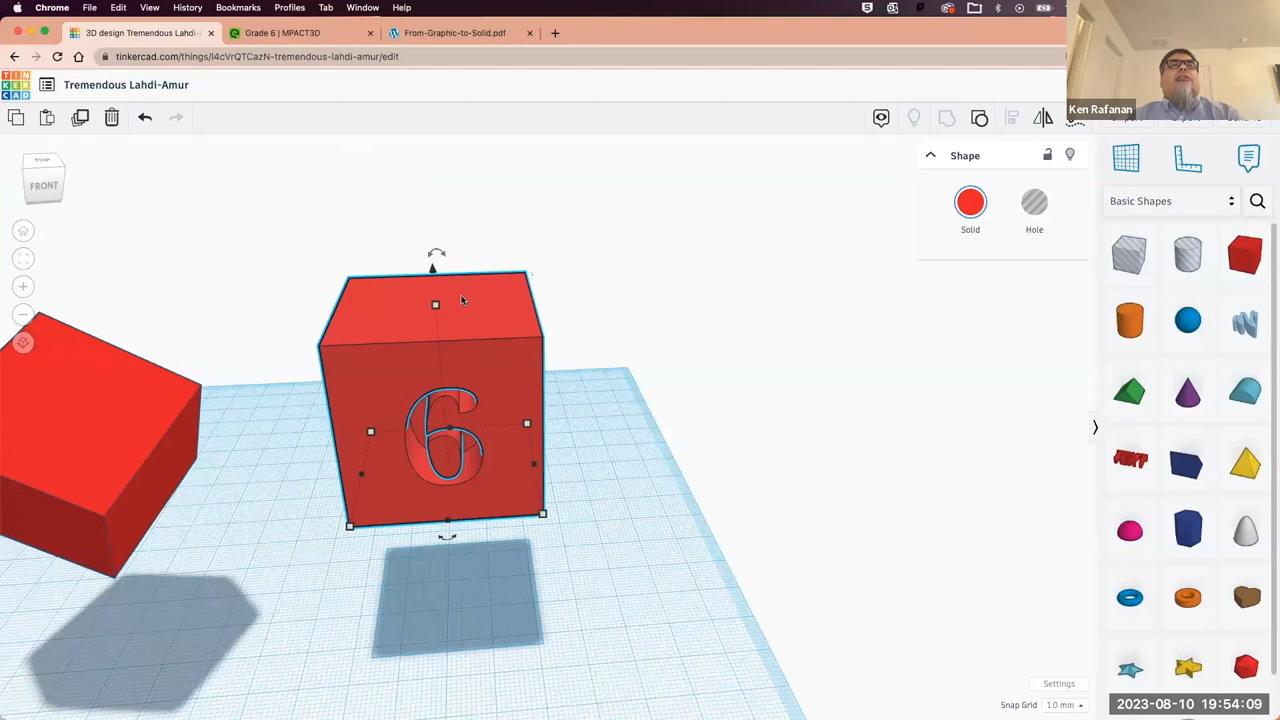 Chrome File Edit View History Bookmarks Profiles Tab Window Help
3D design Tremendous Lahdi- Grade 6 | MPACT3D From-Graphic-to-Solid.pdf
tinkercad.com/things/l4cVrQTCazN-tremendous-lahdi-amur/edit
TIN
KER
CAD
Tremendous Lahdi-Amur
Ken Rafanan
TOP
FRONT
Shape
Solid Hole
Basic Shapes
6
TEXT
Settings
Snap Grid 1.0 mm
2023-08-10 19:54:09